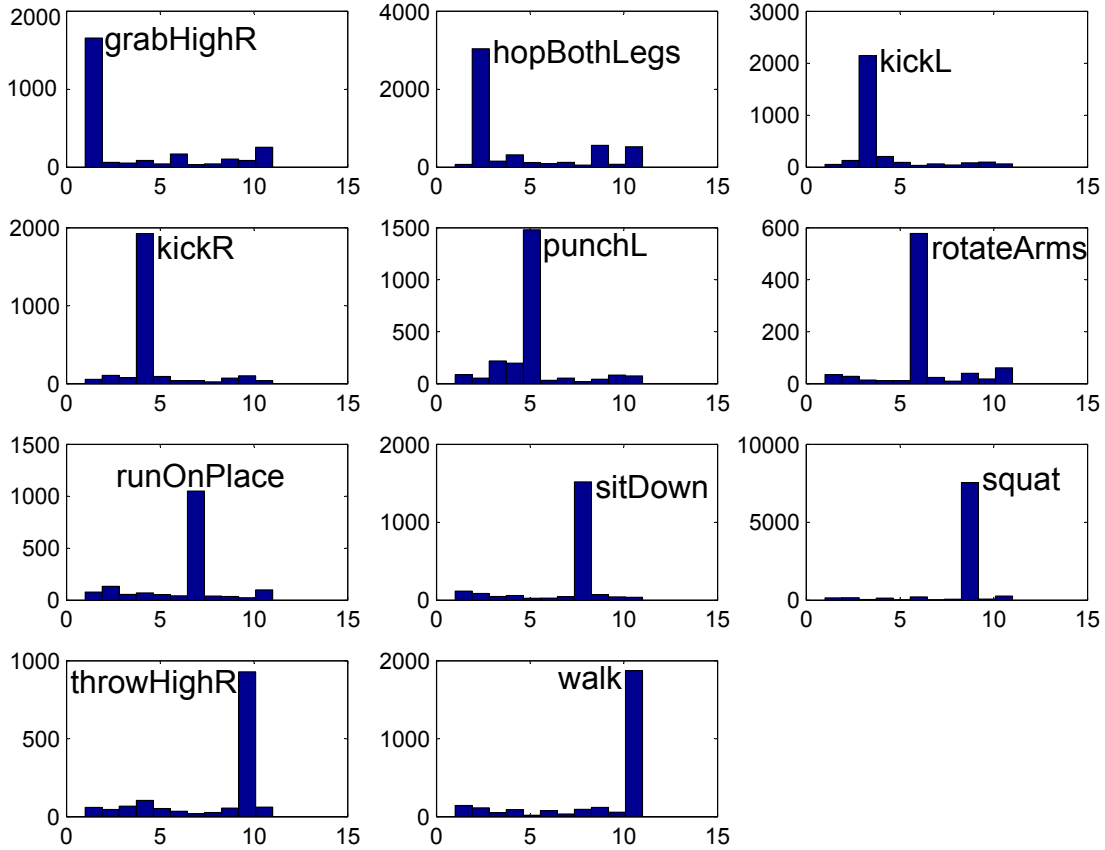 2000
1000
0
0 5 10 15
grabHighR
4000
2000
0
0 5 10 15
hopBothLegs
3000
2000
1000
0
0 5 10 15
kickL
2000
1000
0
0 5 10 15
kickR
1500
1000
500
0
0 5 10 15
punchL
600
400
200
0
0 5 10 15
rotateArms
1500
1000
500
0
0 5 10 15
runOnPlace
2000
1000
0
0 5 10 15
sitDown
10000
5000
0
0 5 10 15
squat
1000
500
0
0 5 10 15
throwHighR
2000
1000
0
0 5 10 15
walk